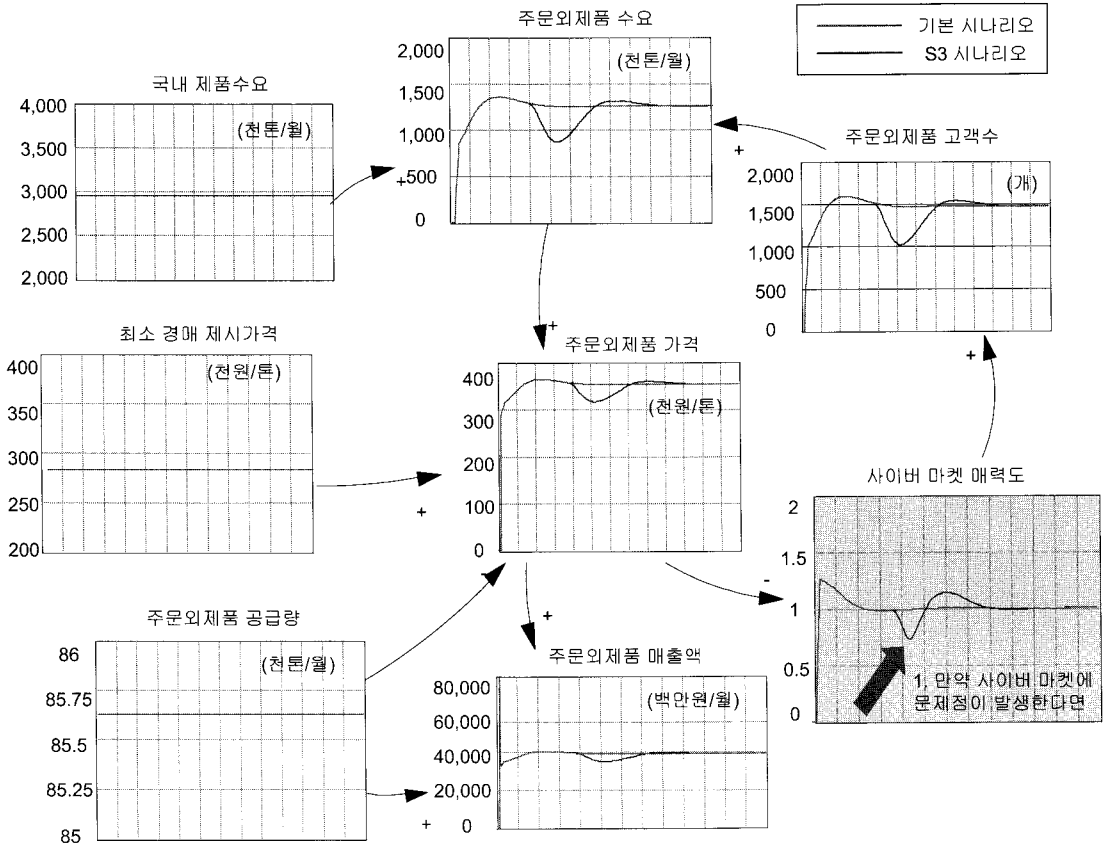 주문외제품 수요
2,000
1,500
1,000
500
0
(천톤/월)
기본 시나리오
S3 시나리오
국내 제품수요
4,000
3,500
3,000
2,500
2,000
(천톤/월)
+
+
주문외제품 고객수
2,000
1,500
1,000
500
0
(개)
최소 경매 제시가격
400
350
300
250
200
(천원/톤)
+
+
주문외제품 가격
400
300
200
100
0
(천원/톤)
+
사이버 마켓 매력도
2
1.5
1
0.5
0
1, 만약 사이버 마켓에
문제점이 발생한다면
-
-
+
주문외제품 공급량
86
85.75
85.5
85.25
85
(천톤/월)
+
주문외제품 매출액
80,000
60,000
40,000
20,000
0
(백만원/월)